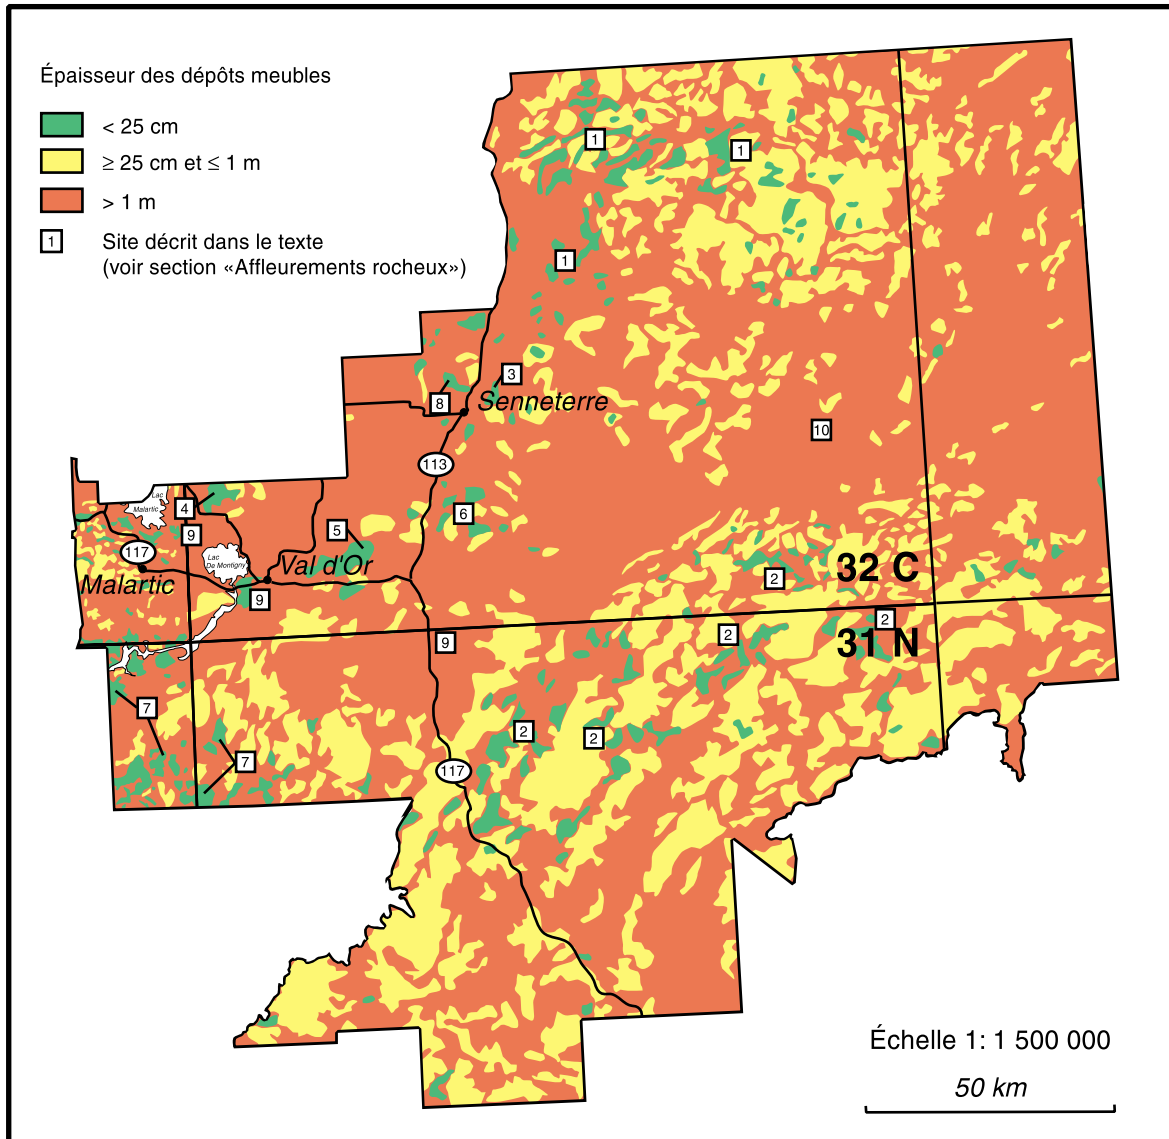 Épaisseur des dépôts meubles
< 25 cm
≥ 25 cm et ≤ 1 m
> 1 m
1 Site décrit dans le texte
(voir section «Affleurements rocheux»)
1
1
1
3
8
Senneterre
10
113
Lac
Malartic
4
6
9
5
117
Lac
De Montigny
Val d'Or
Malartic
2
32 C
9
2
9
2
31 N
7
2
2
7
117
Échelle 1: 1 500 000
50 km